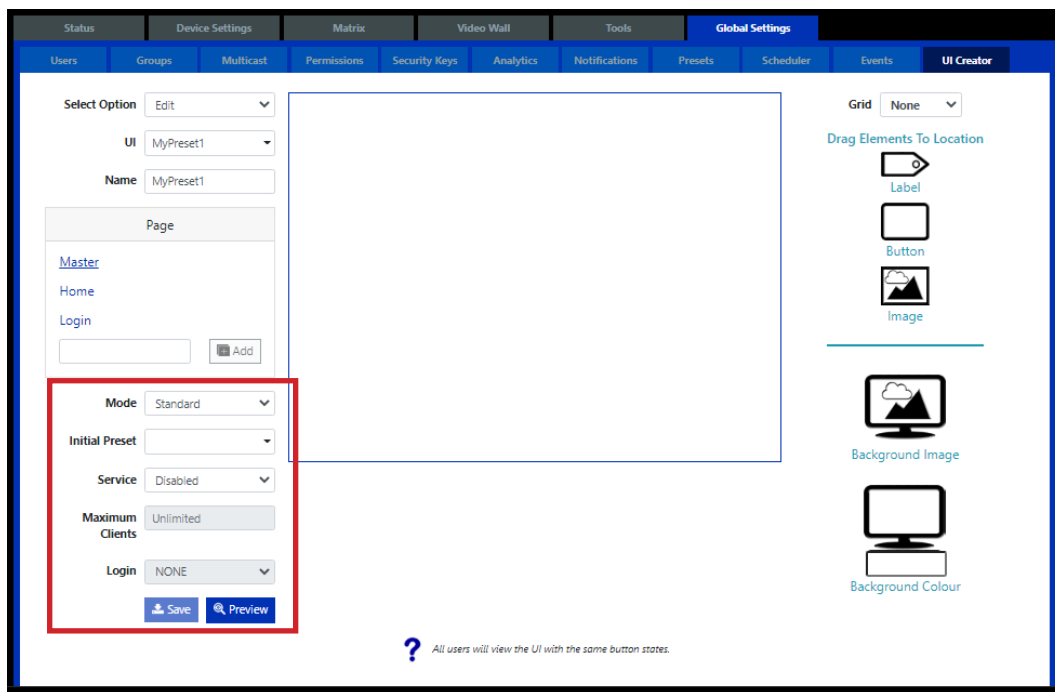 Status Device Settings Matrix Video Wall Tools Global Settings
Users Groups Multicast Permissions Security Keys Analytics Notifications Presets Scheduler Events UI Creator
Select Option Edit
UI MyPreset1
Name MyPreset1
Page
Master
Home
Login
Add
Mode Standard
Initial Preset
Service Disabled
Maximum Clients Unlimited
Login NONE
Save Preview
Grid None
Drag Elements To Location
Label
Button
Image
Background Image
Background Colour
? All users will view the UI with the same button states.